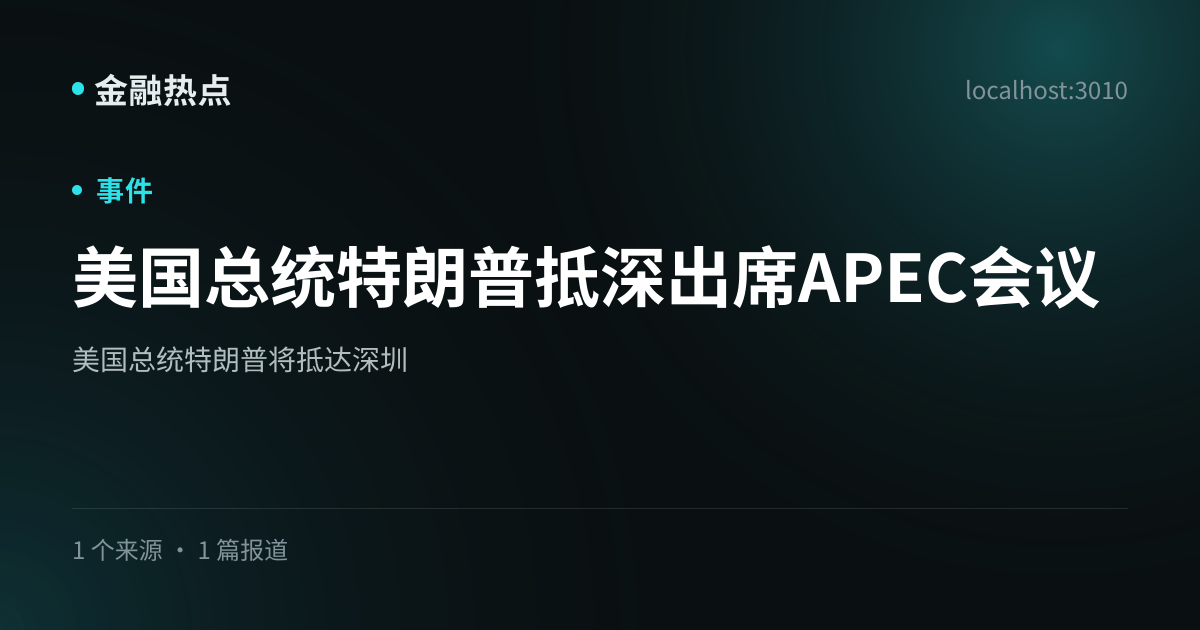 金融热点
localhost:3010
事件
美国总统特朗普抵深出席APEC会议
美国总统特朗普将抵达深圳
1 个来源 · 1 篇报道